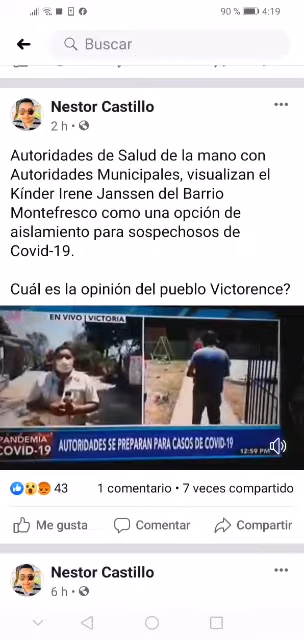 90 % 4:19
Buscar
Nestor Castillo
2 h
Autoridades de Salud de la mano con
Autoridades Municipales, visualizan el
Kínder Irene Janssen del Barrio
Montefresco como una opción de
aislamiento para sospechosos de
Covid-19.
Cuál es la opinión del pueblo Victorence?
EN VIVO | VICTORIA
PANDEMIA
COVID-19
AUTORIDADES SE PREPARAN PARA CASOS DE COVID-19
12:59 PM
43 1 comentario • 7 veces compartido
Me gusta Comentar Compartir
Nestor Castillo
6 h